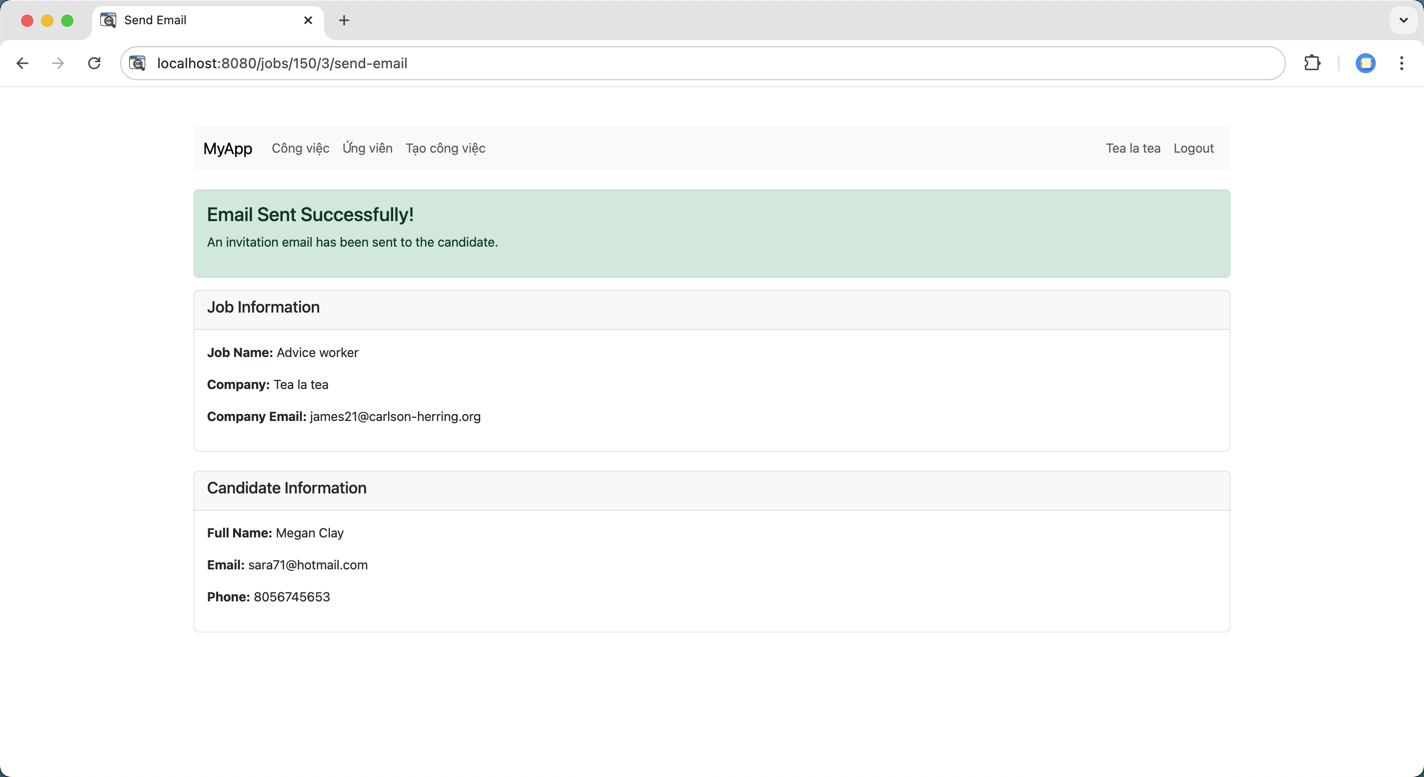 Send Email
localhost:8080/jobs/150/3/send-email
MyApp Công việc Ứng viên Tạo công việc Tea la tea Logout
Email Sent Successfully!
An invitation email has been sent to the candidate.
Job Information
Job Name: Advice worker
Company: Tea la tea
Company Email: james21@carlson-herring.org
Candidate Information
Full Name: Megan Clay
Email: sara71@hotmail.com
Phone: 8056745653